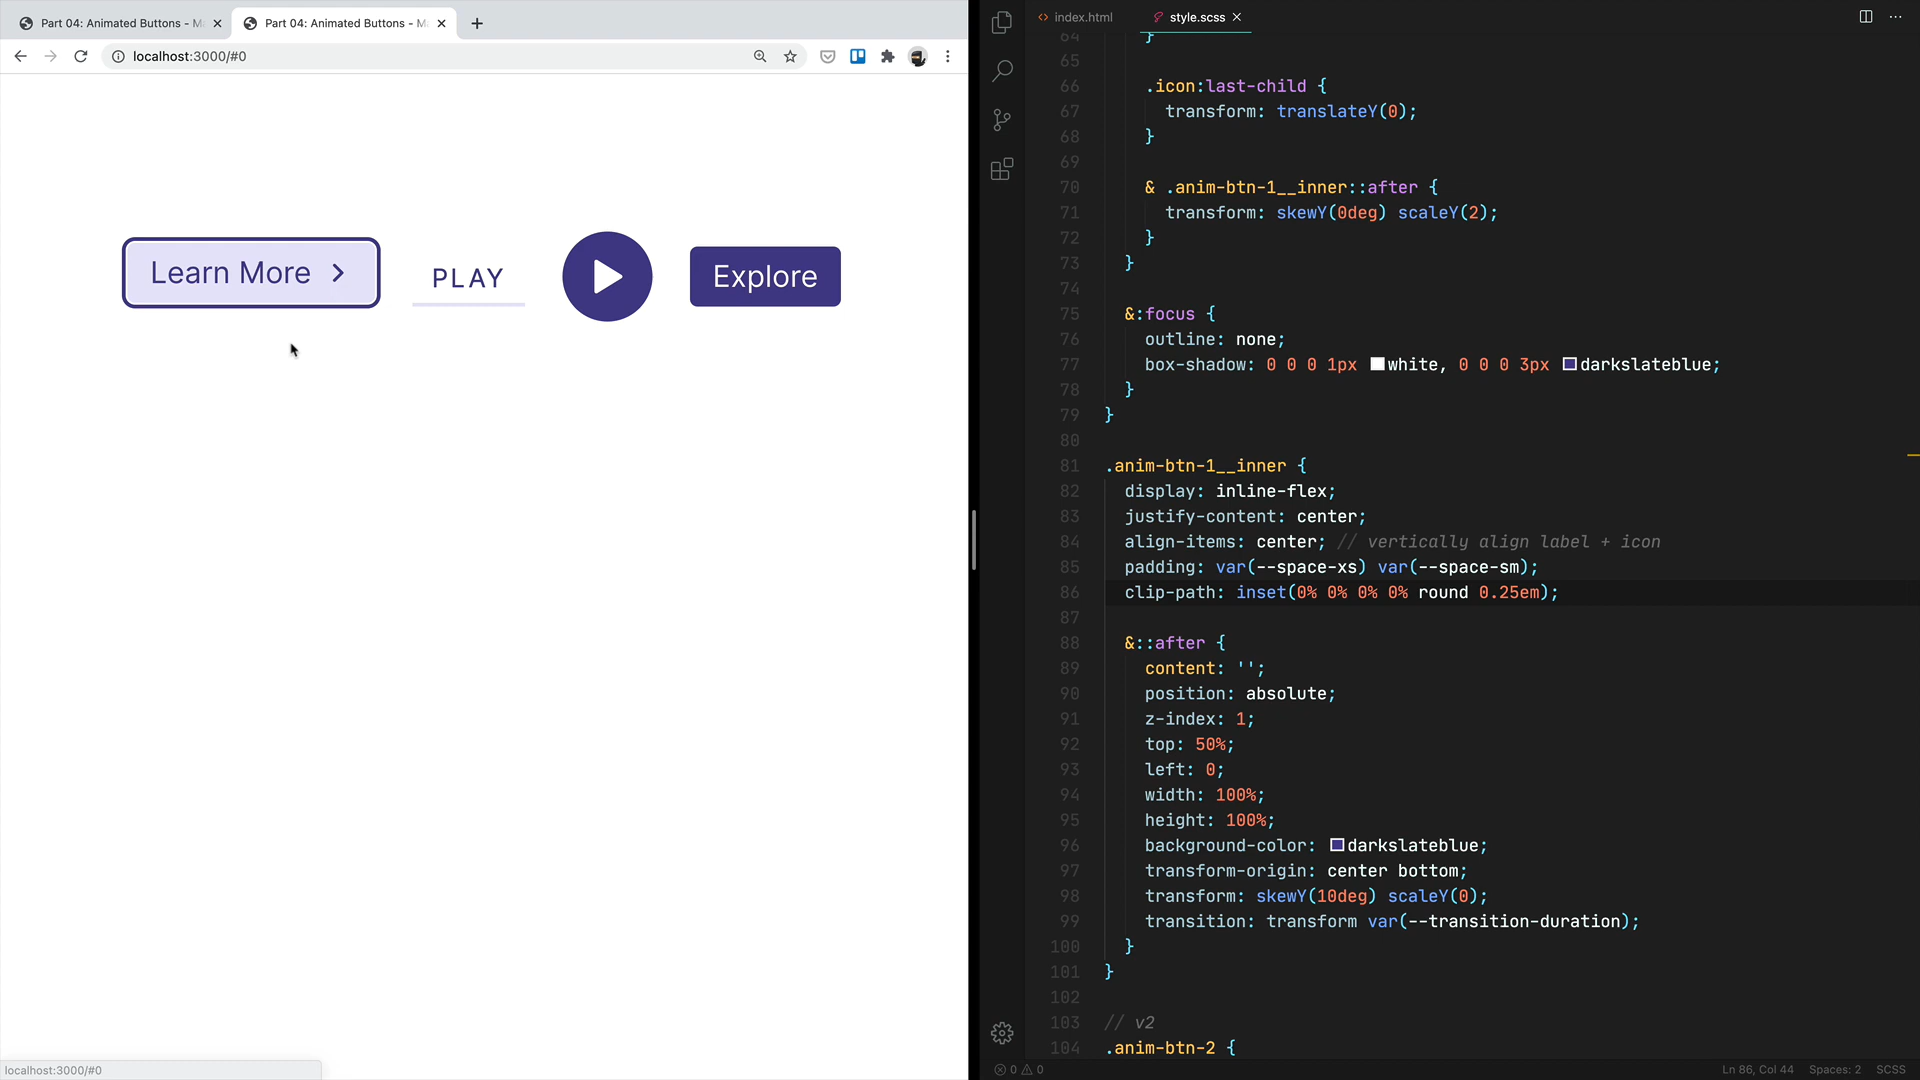 Part 04: Animated Buttons - M
Part 04: Animated Buttons - M
localhost:3000/#0
Learn More
PLAY
Explore
localhost:3000/#0
index.html
style.scss
64 }
65
66 .icon:last-child {
67 transform: translateY(0);
68 }
69
70 & .anim-btn-1__inner::after {
71 transform: skewY(0deg) scaleY(2);
72 }
73 }
74
75 &:focus {
76 outline: none;
77 box-shadow: 0 0 0 1px white, 0 0 0 3px darkslateblue;
78 }
79 }
80
81 .anim-btn-1__inner {
82 display: inline-flex;
83 justify-content: center;
84 align-items: center; // vertically align label + icon
85 padding: var(--space-xs) var(--space-sm);
86 clip-path: inset(0% 0% 0% 0% round 0.25em);
87
88 &::after {
89 content: '';
90 position: absolute;
91 z-index: 1;
92 top: 50%;
93 left: 0;
94 width: 100%;
95 height: 100%;
96 background-color: darkslateblue;
97 transform-origin: center bottom;
98 transform: skewY(10deg) scaleY(0);
99 transition: transform var(--transition-duration);
100 }
101 }
102
103 // v2
104 .anim-btn-2 {
0 0
Ln 86, Col 44 Spaces: 2 SCSS